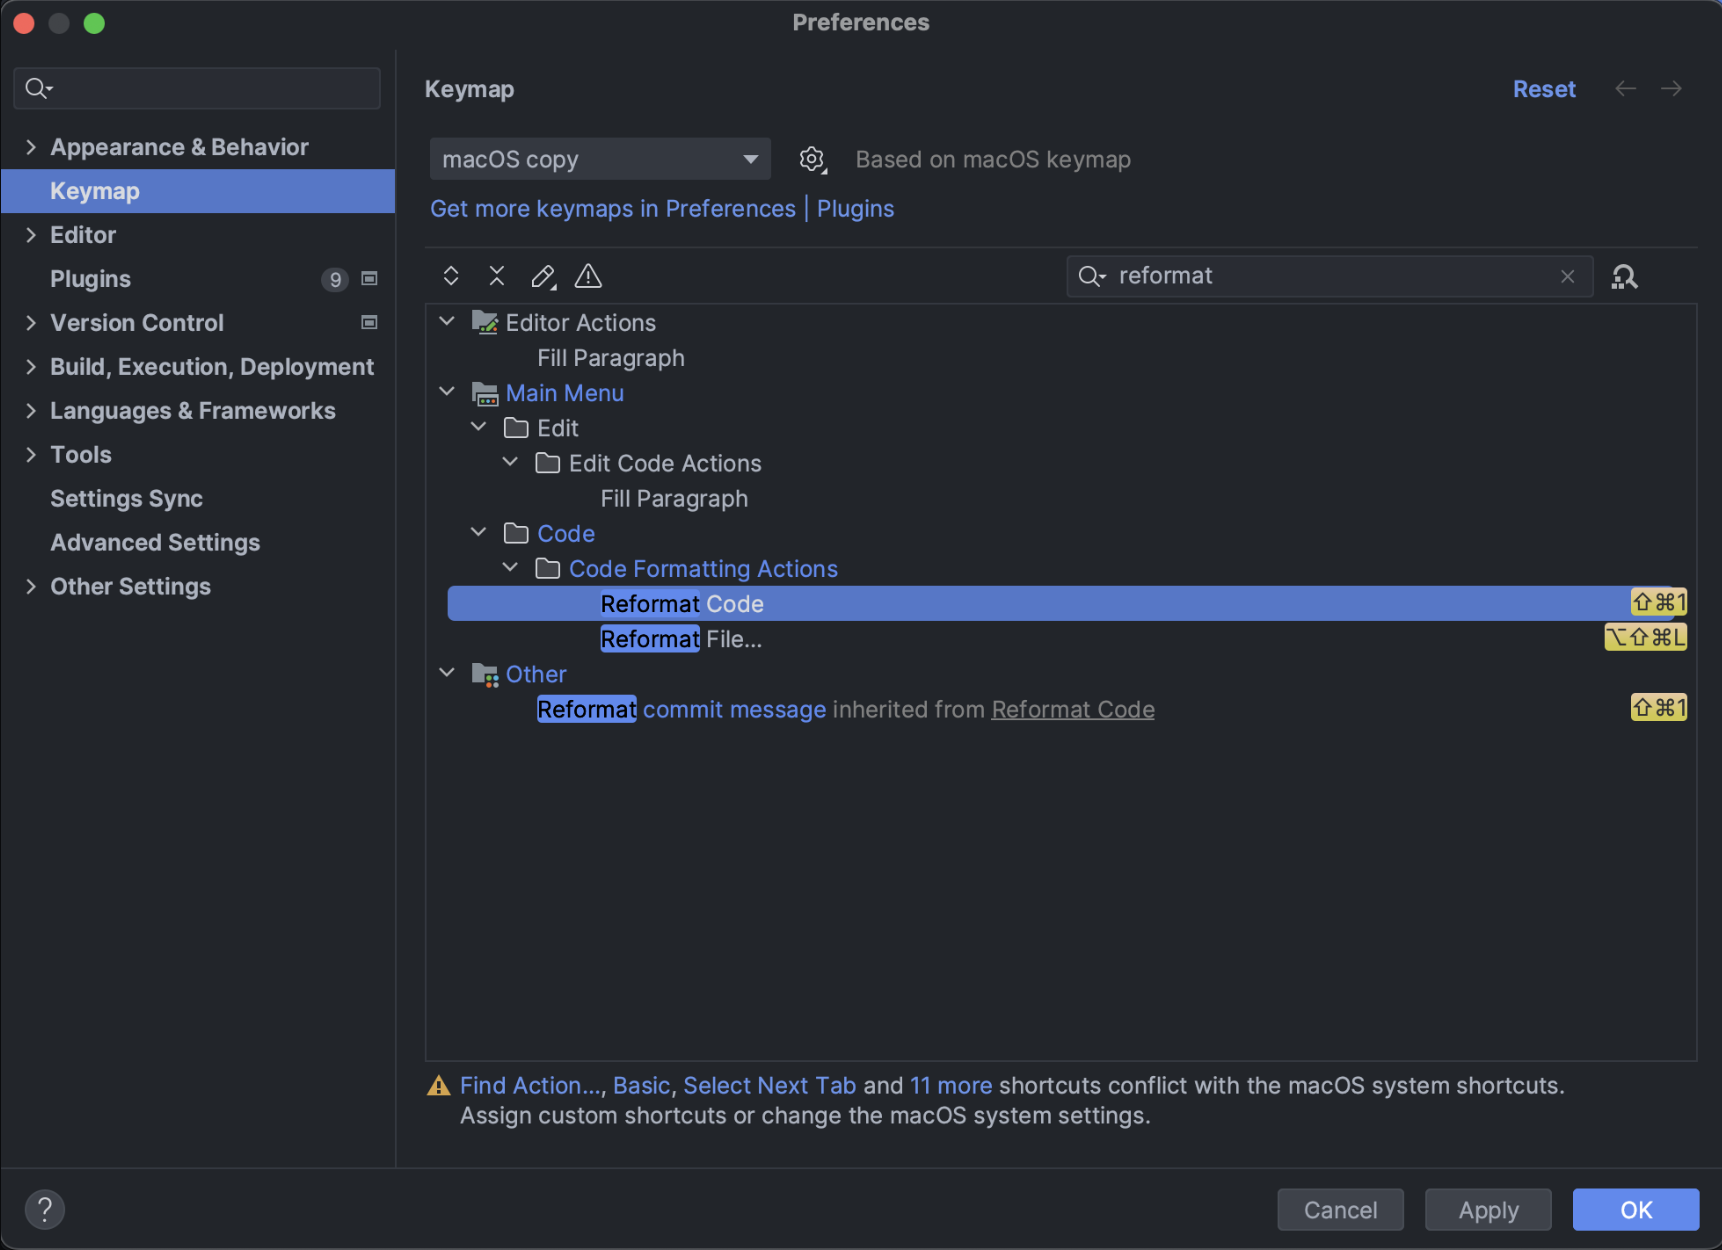 Preferences
Keymap
Reset
Appearance & Behavior
Keymap
Editor
Plugins 9
Version Control
Build, Execution, Deployment
Languages & Frameworks
Tools
Settings Sync
Advanced Settings
Other Settings
macOS copy
Based on macOS keymap
Get more keymaps in Preferences | Plugins
reformat
Editor Actions
Fill Paragraph
Main Menu
Edit
Edit Code Actions
Fill Paragraph
Code
Code Formatting Actions
Reformat Code ⇧⌘1
Reformat File... ⌥⇧⌘L
Other
Reformat commit message inherited from Reformat Code ⇧⌘1
Find Action..., Basic, Select Next Tab and 11 more shortcuts conflict with the macOS system shortcuts.
Assign custom shortcuts or change the macOS system settings.
?
Cancel
Apply
OK